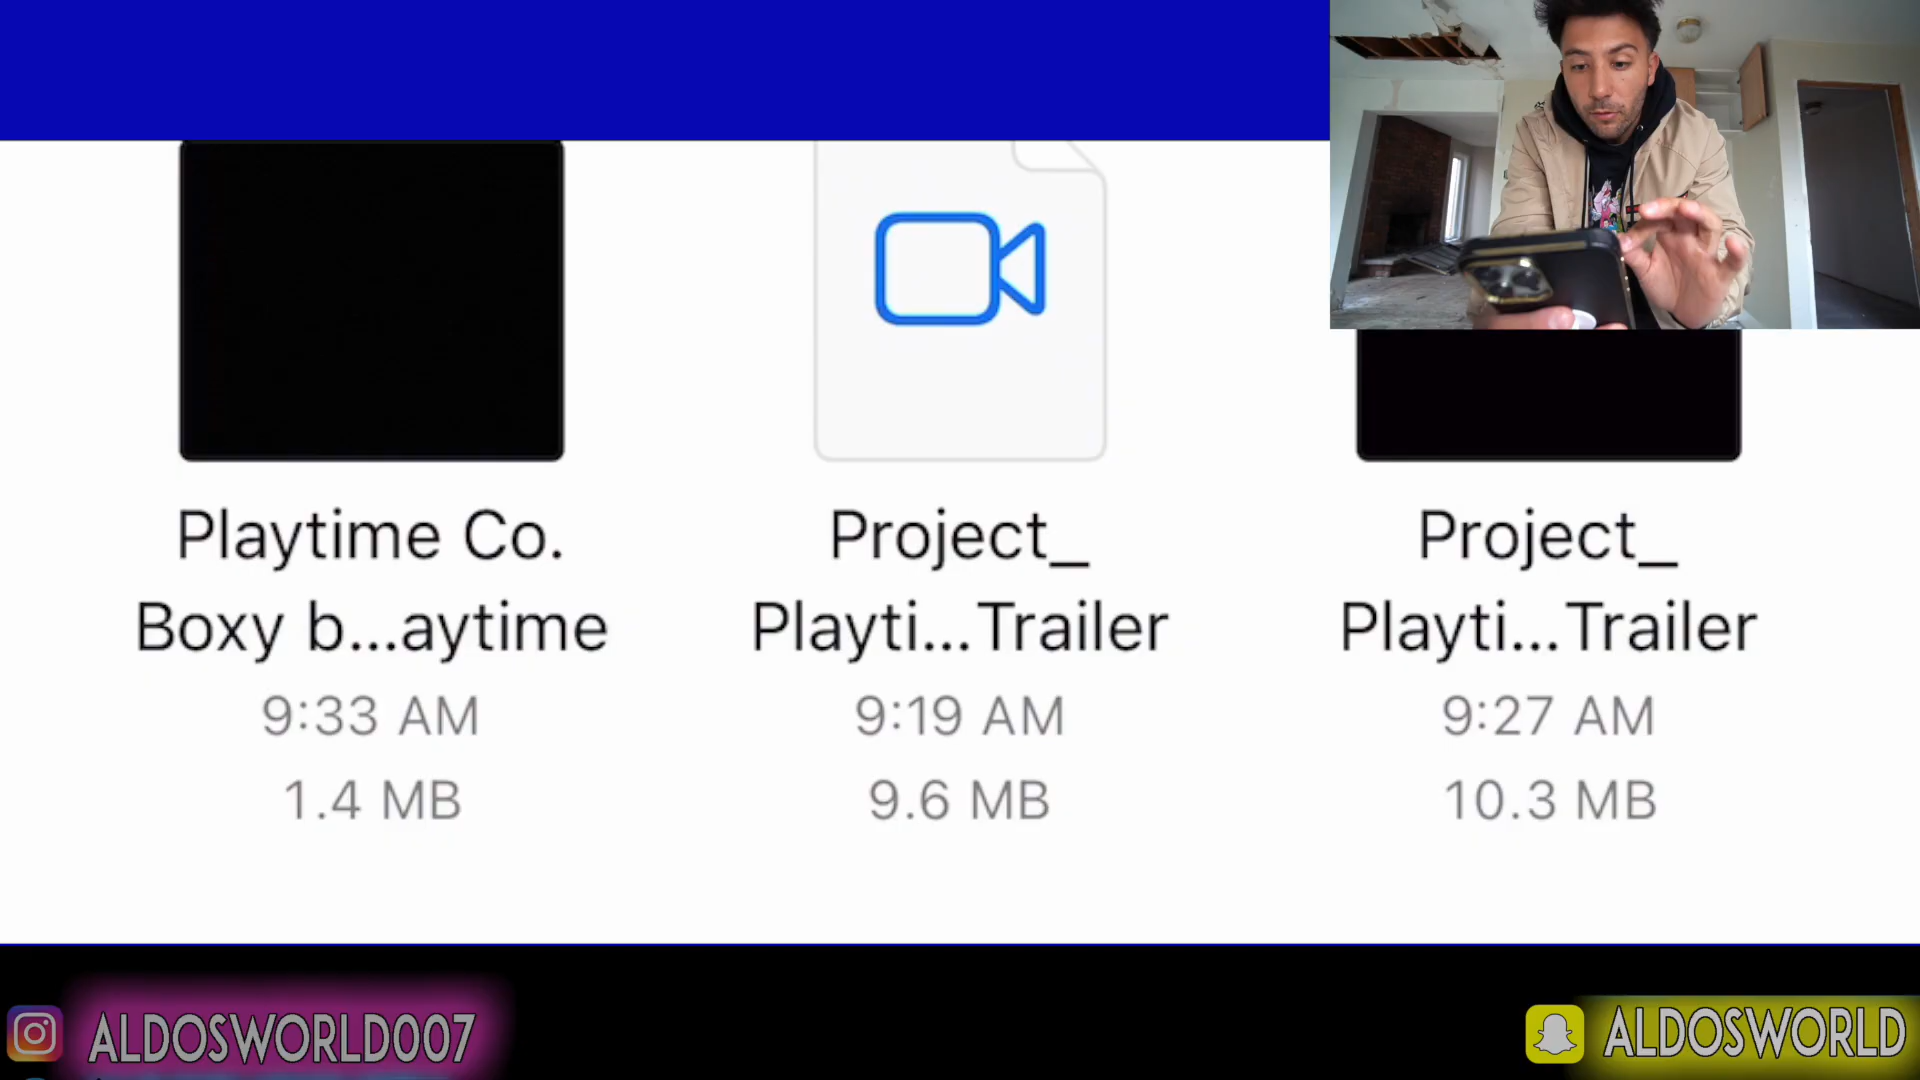 Playtime Co.
Boxy b...aytime
9:33 AM
1.4 MB
Project_
Playti...Trailer
9:19 AM
9.6 MB
Project_
Playti...Trailer
9:27 AM
10.3 MB
ALDOSWORLD007
ALDOSWORLD